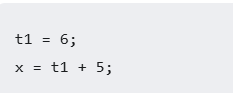 t1 = 6;
x = t1 + 5;